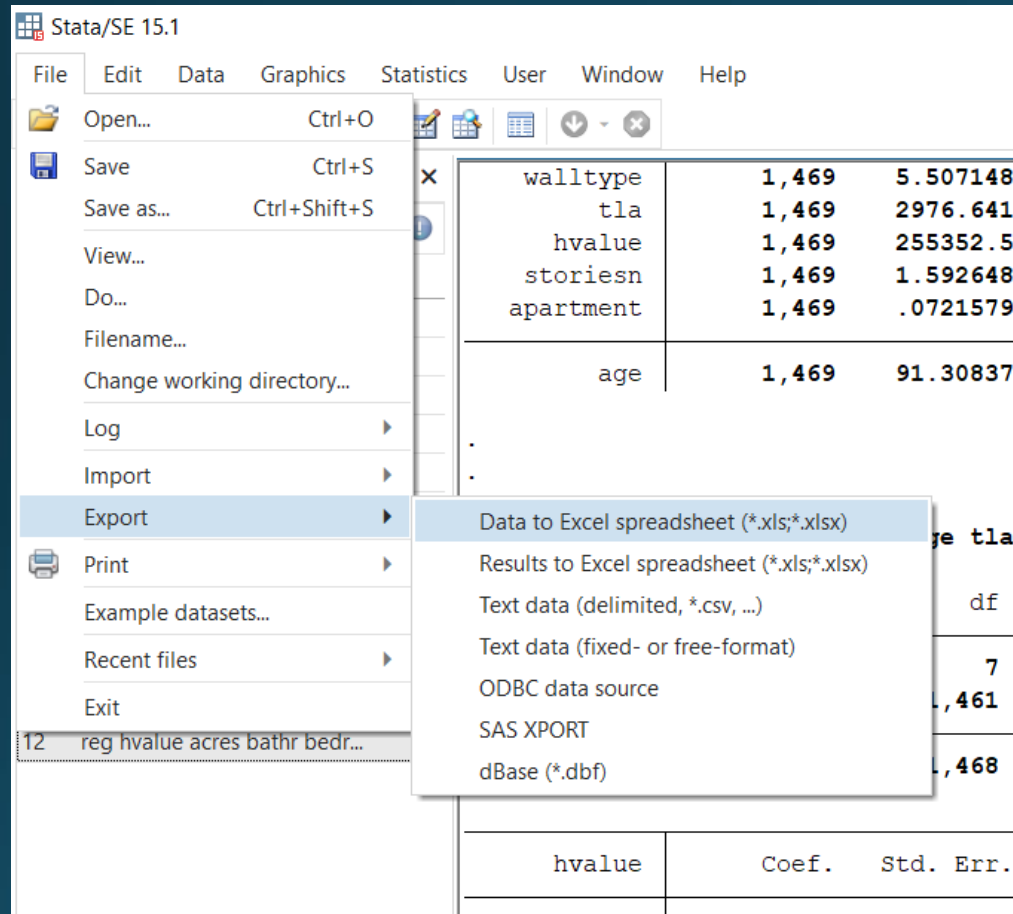 Stata/SE 15.1
File Edit Data Graphics Statistics User Window Help
Open... Ctrl+O
Save Ctrl+S
Save as... Ctrl+Shift+S
View...
Do...
Filename...
Change working directory...
Log
Import
Export
Print
Example datasets...
Recent files
Exit
12 reg hvalue acres bathr bedr...
Data to Excel spreadsheet (*.xls;*.xlsx)
Results to Excel spreadsheet (*.xls;*.xlsx)
Text data (delimited, *.csv, ...)
Text data (fixed- or free-format)
ODBC data source
SAS XPORT
dBase (*.dbf)
walltype 1,469 5.507148
tla 1,469 2976.641
hvalue 1,469 255352.5
storiesn 1,469 1.592648
apartment 1,469 .0721579
age 1,469 91.30837
.
.
tla
df
7
,461
,468
hvalue Coef. Std. Err.